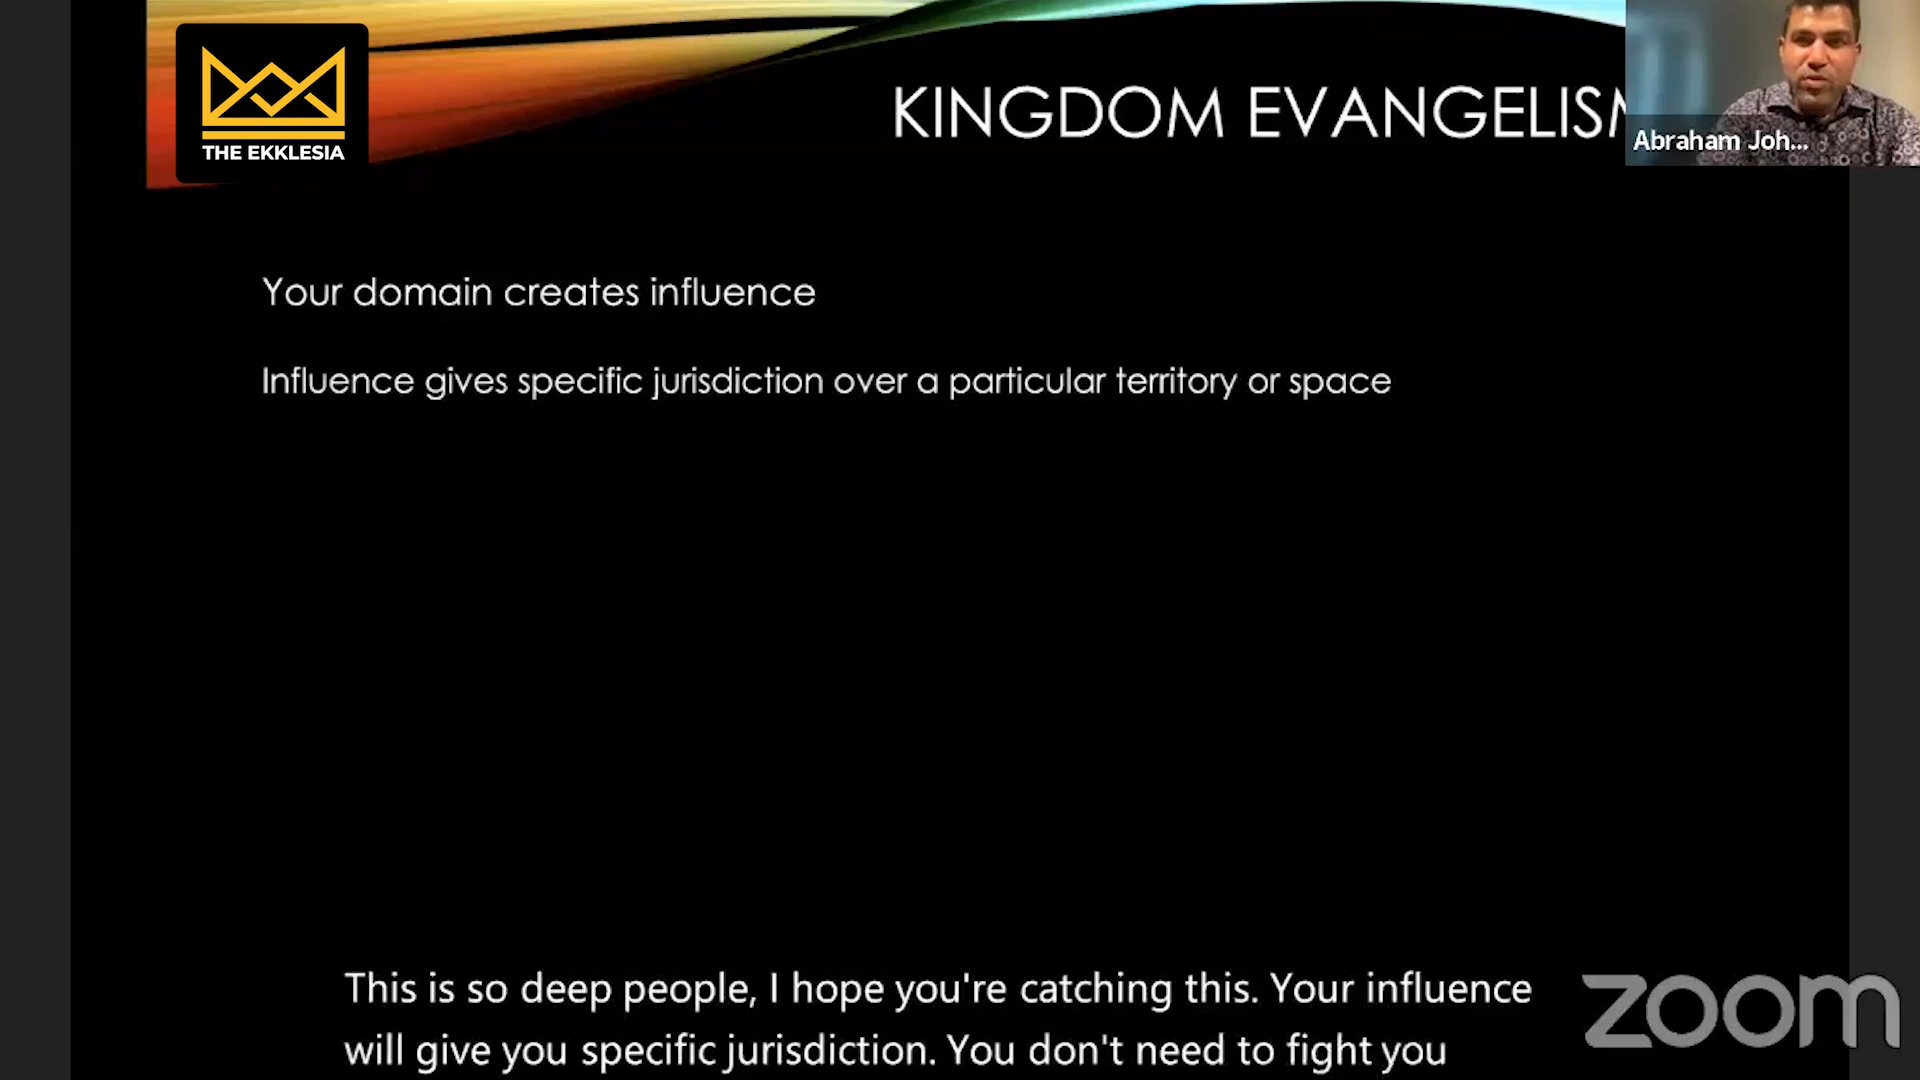 THE EKKLESIA
KINGDOM EVANGELISM
Abraham Joh...
Your domain creates influence
Influence gives specific jurisdiction over a particular territory or space
This is so deep people, I hope you're catching this. Your influence
will give you specific jurisdiction. You don't need to fight you
zoom